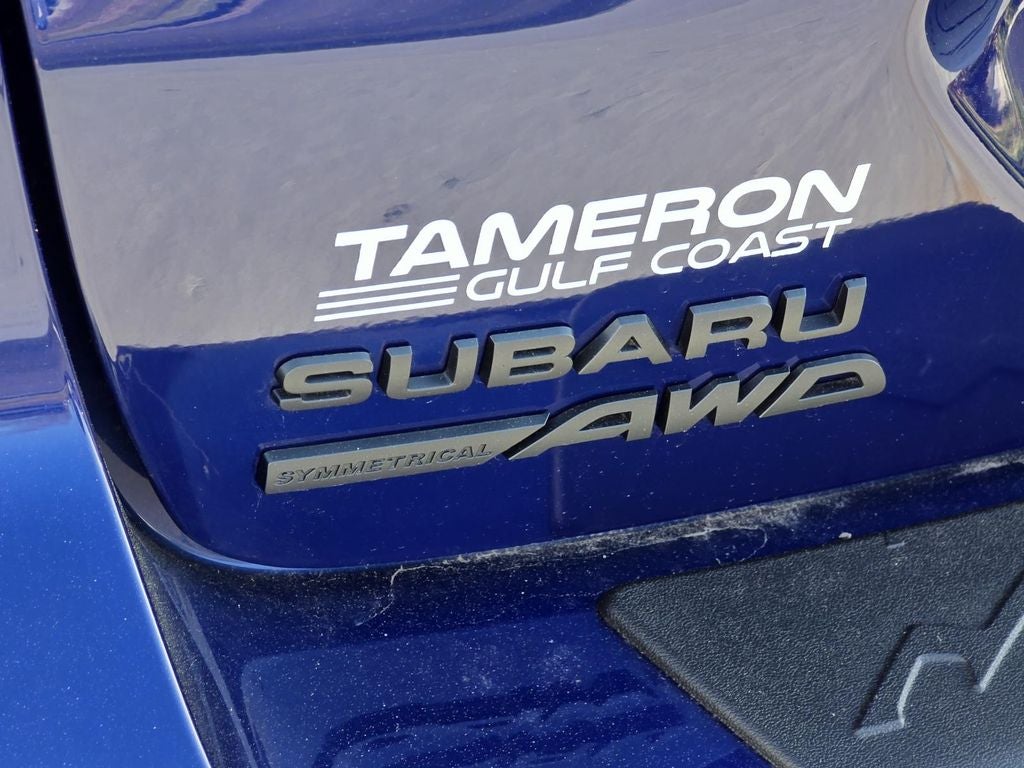 TAMERON
GULF COAST
SUBARU
SYMMETRICAL AWD